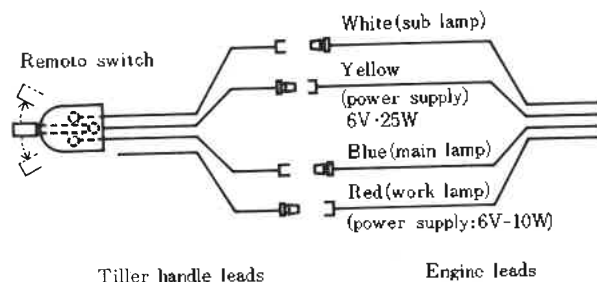 White(sub lamp)
Remoto switch
Yellow
(power supply)
6V·25W
Blue(main lamp)
Red(work lamp)
(power supply:6V-10W)
Tiller handle leads
Engine leads